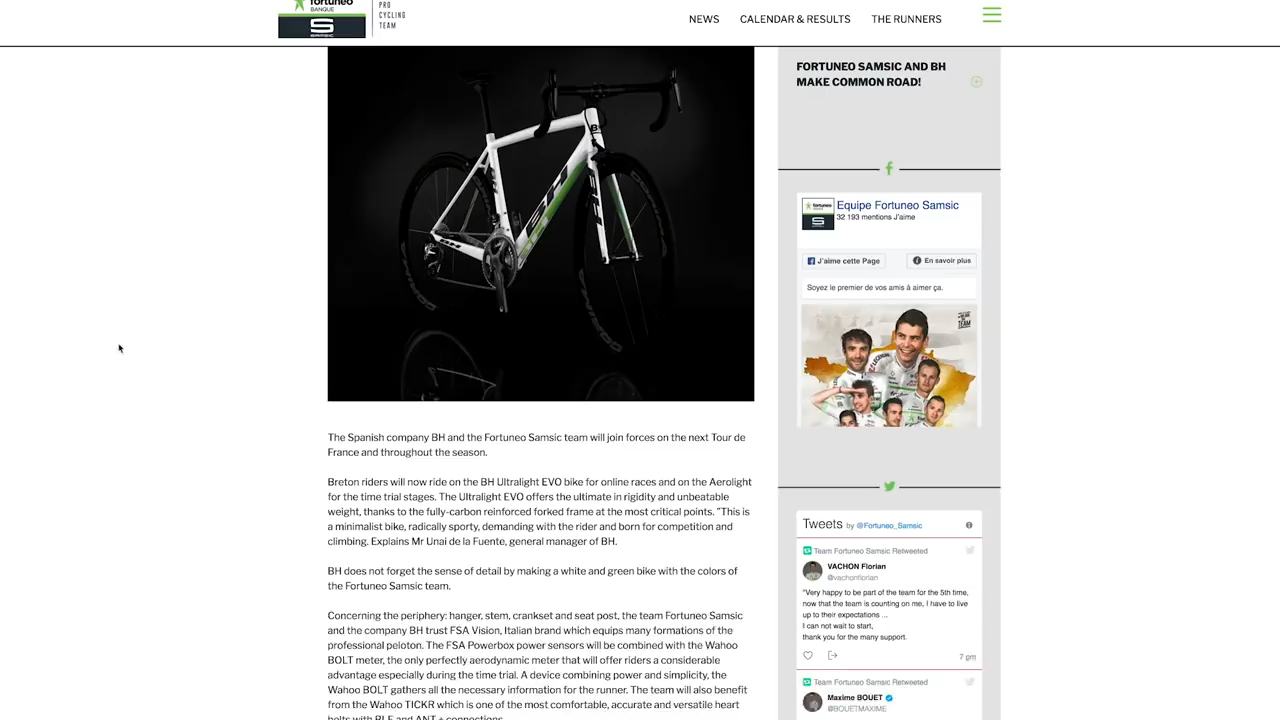 fortuneo
BANQUE
S
SAMSIC
PRO
CYCLING
TEAM
NEWS
CALENDAR & RESULTS
THE RUNNERS
BH
The Spanish company BH and the Fortuneo Samsic team will join forces on the next Tour de
France and throughout the season.
Breton riders will now ride on the BH Ultralight EVO bike for online races and on the Aerolight
for the time trial stages. The Ultralight EVO offers the ultimate in rigidity and unbeatable
weight, thanks to the fully-carbon reinforced forked frame at the most critical points. "This is
a minimalist bike, radically sporty, demanding with the rider and born for competition and
climbing. Explains Mr Unai de la Fuente, general manager of BH.
BH does not forget the sense of detail by making a white and green bike with the colors of
the Fortuneo Samsic team.
Concerning the periphery: hanger, stem, crankset and seat post, the team Fortuneo Samsic
and the company BH trust FSA Vision, Italian brand which equips many formations of the
professional peloton. The FSA Powerbox power sensors will be combined with the Wahoo
BOLT meter, the only perfectly aerodynamic meter that will offer riders a considerable
advantage especially during the time trial. A device combining power and simplicity, the
Wahoo BOLT gathers all the necessary information for the runner. The team will also benefit
from the Wahoo TICKR which is one of the most comfortable, accurate and versatile heart
belts with BLE and ANT + connections.
FORTUNEO SAMSIC AND BH
MAKE COMMON ROAD!
Equipe Fortuneo Samsic
32 193 mentions J'aime
J'aime cette Page
En savoir plus
Soyez le premier de vos amis à aimer ça.
Tweets by @Fortuneo_Samsic
Team Fortuneo Samsic Retweeted
VACHON Florian
@vachonflorian
"Very happy to be part of the team for the 5th time,
now that the team is counting on me, I have to live
up to their expectations ...
I can not wait to start,
thank you for the many support.
7 gm
Team Fortuneo Samsic Retweeted
Maxime BOUET
@BOUETMAXIME